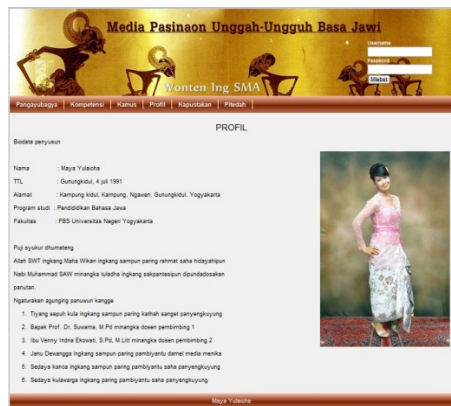 Media Pasinaon Unggah-Ungguh Basa Jawi
Username
Password
Mlebet
Wonten Ing SMA
Pangayubagya | Kompetensi | Kamus | Profil | Kapustakan | Pitedah |
PROFIL
Biodata penyusun
Nama : Maya Yulaicha
TTL : Gunungkidul, 4 juli 1991
Alamat : Kampung kidul, Kampung, Ngawen, Gunungkidul, Yogyakarta
Program studi : Pendididikan Bahasa Jawa
Fakultas : FBS Universitas Negeri Yogyakarta
Puji syukur dhumateng
Allah SWT ingkang Maha Wikan ingkang sampun paring rahmat saha hidayahipun
Nabi Muhammad SAW minangka tuladha ingkang sakpantesipun dipundadosaken
panutan.
Ngaturaken agunging panuwun kangge
1. Tiyang sepuh kula ingkang sampun paring kathah sanget panyengkuyung
2. Bapak Prof. Dr. Suwarna, M.Pd minangka dosen pembimbing 1
3. Ibu Venny Indria Ekowati, S.Pd, M.Litt minangka dosen pembimbing 2
4. Janu Dewangga ingkang sampun paring pambiyantu damel media menika
5. Sedaya kanca ingkang sampun paring pambiyantu saha panyengkuyung
6. Sedaya kulawarga ingkang paring pambiyantu saha panyengkuyung
Maya Yulaicha